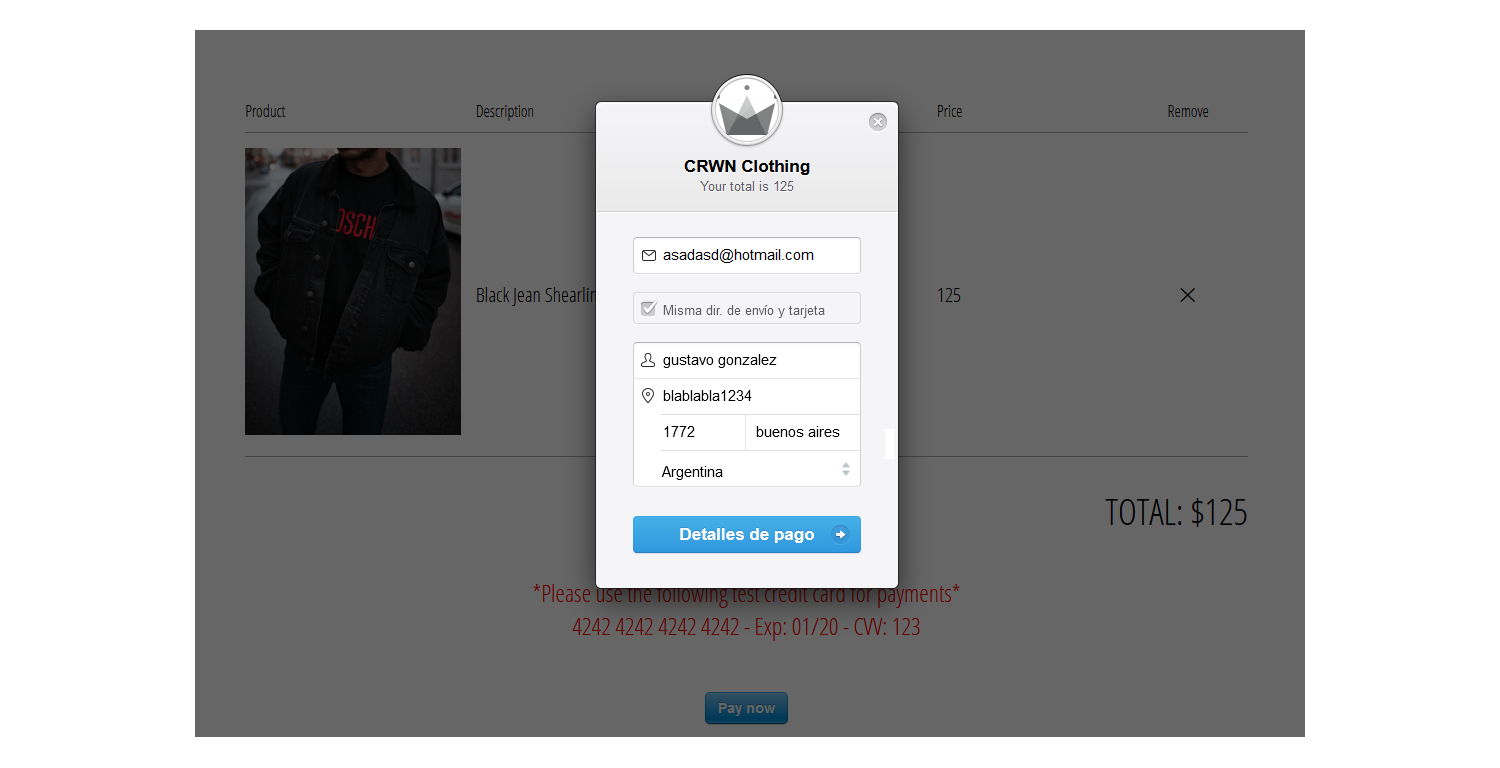 Product Description Price Remove
CRWN Clothing
Your total is 125
asadasd@hotmail.com
Misma dir. de envío y tarjeta
Black Jean Shearlin 125
gustavo gonzalez
blablabla1234
1772 buenos aires
Argentina
Detalles de pago
TOTAL: $125
*Please use the following test credit card for payments*
4242 4242 4242 4242 - Exp: 01/20 - CVV: 123
Pay now